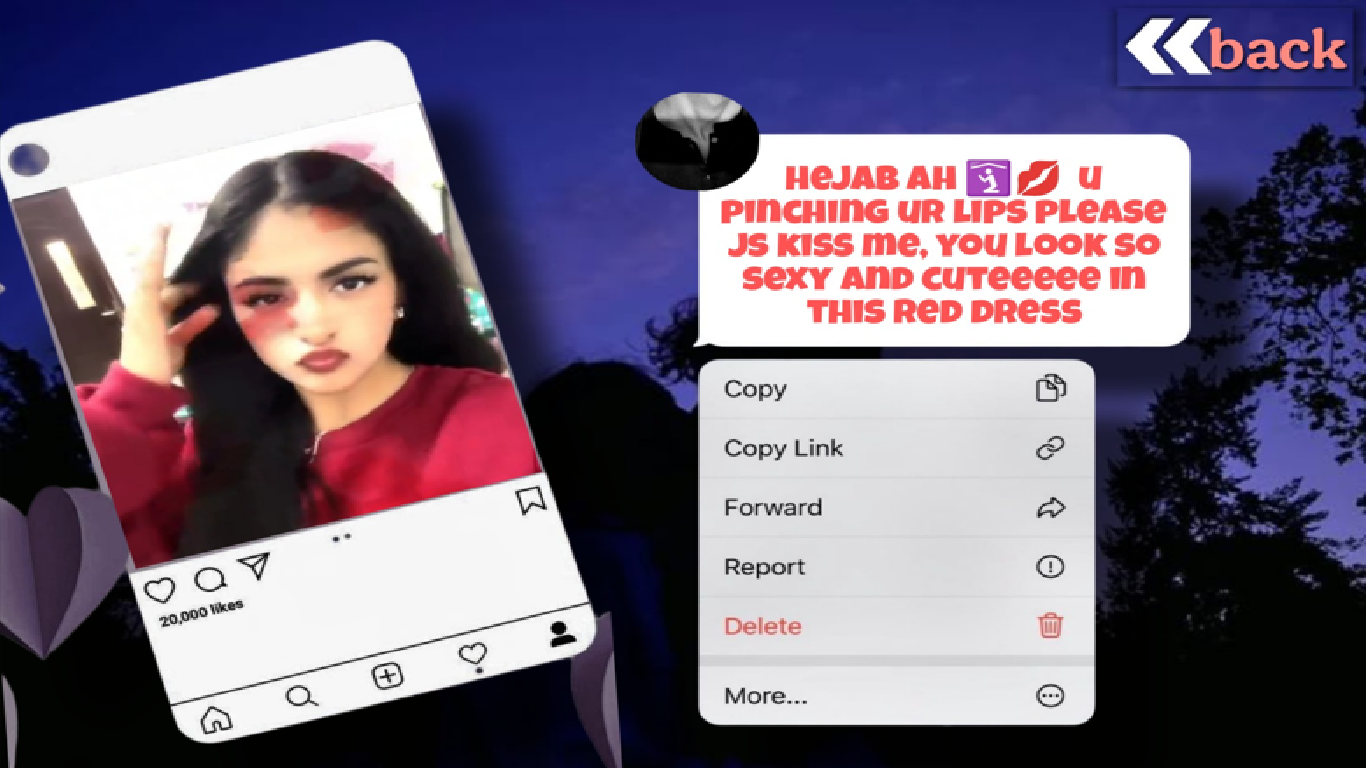 back
HEJAB AH 🛐💋 U
PINCHING UR LIPS PLEASE
JS KISS ME, YOU LOOK SO
SEXY AND CUTEEEEE IN
THIS RED DRESS
Copy
Copy Link
Forward
Report
Delete
More...
20,000 likes